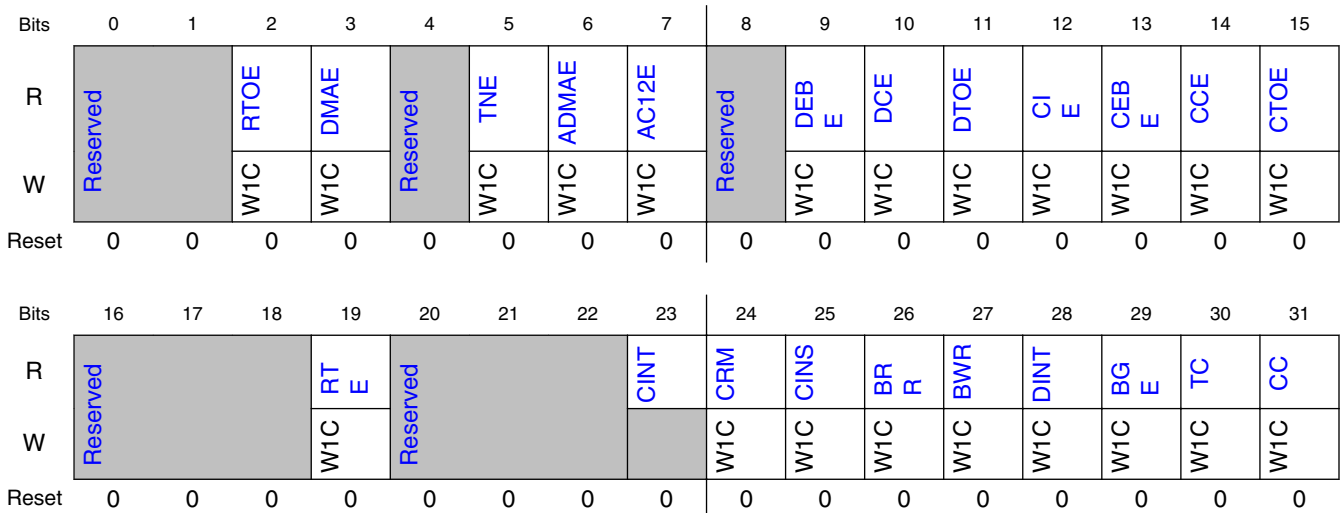 Bits 0 1 2 3 4 5 6 7 8 9 10 11 12 13 14 15
R Reserved RTOE DMAE Reserved TNE ADMAE AC12E Reserved DEB E DCE DTOE CI E CEB E CCE CTOE
W W1C W1C W1C W1C W1C W1C W1C W1C W1C W1C W1C W1C
Reset 0 0 0 0 0 0 0 0 0 0 0 0 0 0 0 0
Bits 16 17 18 19 20 21 22 23 24 25 26 27 28 29 30 31
R Reserved RT E Reserved CINT CRM CINS BR R BWR DINT BG E TC CC
W W1C W1C W1C W1C W1C W1C W1C W1C W1C
Reset 0 0 0 0 0 0 0 0 0 0 0 0 0 0 0 0